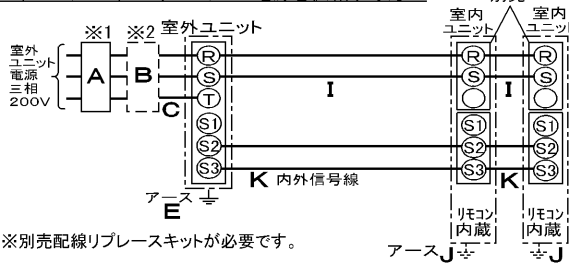 ※1 ※2 室外ユニット
室内
ユニット
室内
ユニット
室外
ユニット
電源
三相
200V
A
B
C
R
S
T
S1
S2
S3
I
K 内外信号線
アース
E
R
S
S1
S2
S3
I
K
R
S
S1
S2
S3
リモコン
内蔵
リモコン
内蔵
アース J
J
※別売配線リプレースキットが必要です。